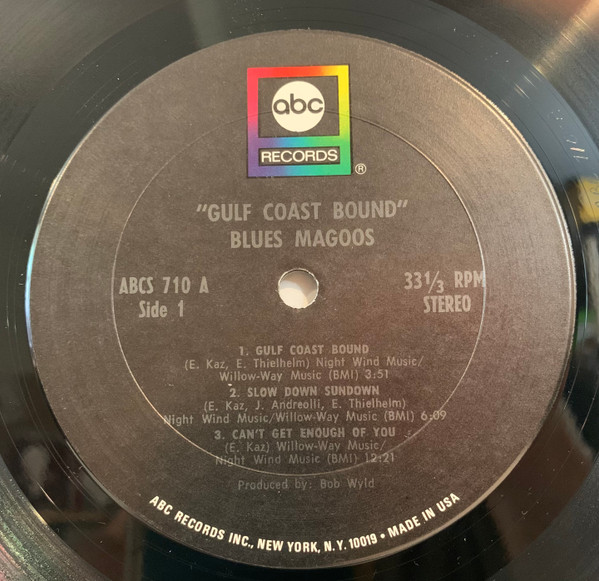 abc
RECORDS
®
"GULF COAST BOUND"
BLUES MAGOOS
ABCS 710 A
Side 1
33 1/3 RPM
STEREO
1. GULF COAST BOUND
(E. Kaz, E. Thielhelm) Night Wind Music/
Willow-Way Music (BMI) 3:51
2. SLOW DOWN SUNDOWN
(E. Kaz, J. Andreolli, E. Thielhelm)
Night Wind Music/Willow-Way Music (BMI) 6:09
3. CAN'T GET ENOUGH OF YOU
(E. Kaz) Willow-Way Music/
Night Wind Music (BMI) 12:21
Produced by: Bob Wyld
ABC RECORDS INC., NEW YORK, N.Y. 10019 • MADE IN USA